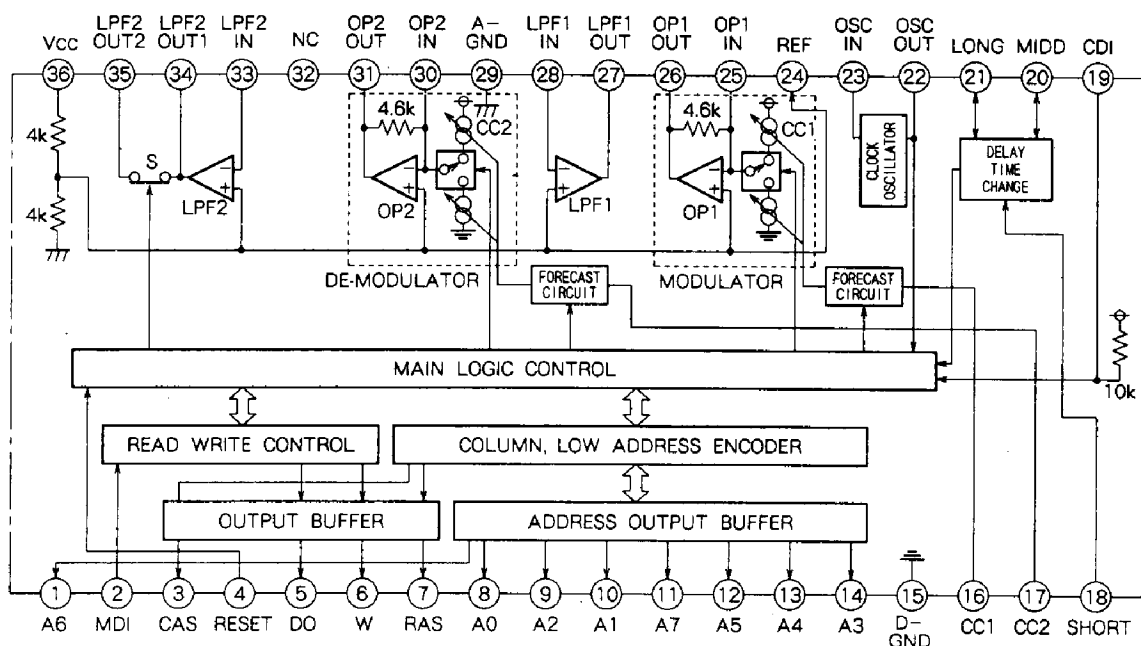 Vcc LPF2 OUT2 LPF2 OUT1 LPF2 IN NC OP2 OUT OP2 IN A-GND LPF1 IN LPF1 OUT OP1 OUT OP1 IN REF OSC IN OSC OUT LONG MIDD CDI
36 35 34 33 32 31 30 29 28 27 26 25 24 23 22 21 20 19
4k
4k
S
LPF2
4.6k
CC2
OP2
DE-MODULATOR
LPF1
4.6k
CC1
OP1
MODULATOR
CLOCK
OSCILLATOR
DELAY
TIME
CHANGE
FORECAST
CIRCUIT
FORECAST
CIRCUIT
10k
MAIN LOGIC CONTROL
READ WRITE CONTROL
COLUMN, LOW ADDRESS ENCODER
OUTPUT BUFFER
ADDRESS OUTPUT BUFFER
1 2 3 4 5 6 7 8 9 10 11 12 13 14 15 16 17 18
A6 MDI CAS RESET DO W RAS A0 A2 A1 A7 A5 A4 A3 D-GND CC1 CC2 SHORT